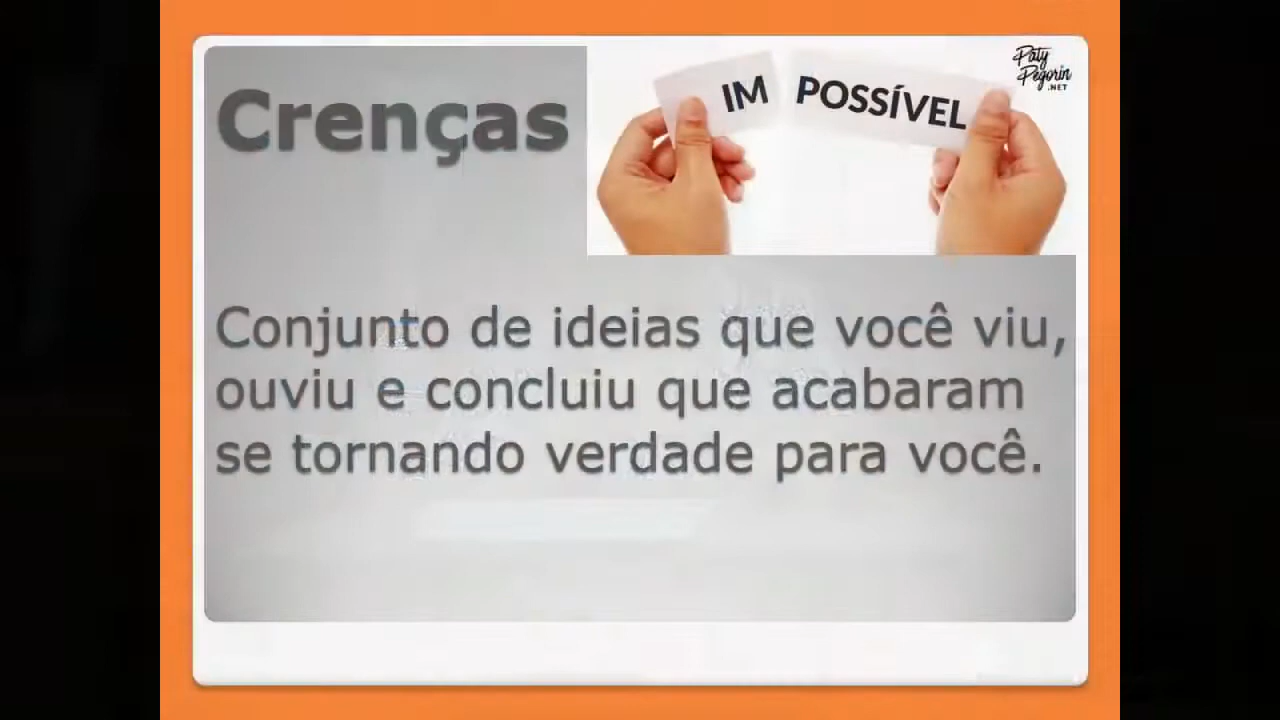 Crenças
IM POSSÍVEL
Paty
Pegorin
.NET
Conjunto de ideias que você viu,
ouviu e concluiu que acabaram
se tornando verdade para você.